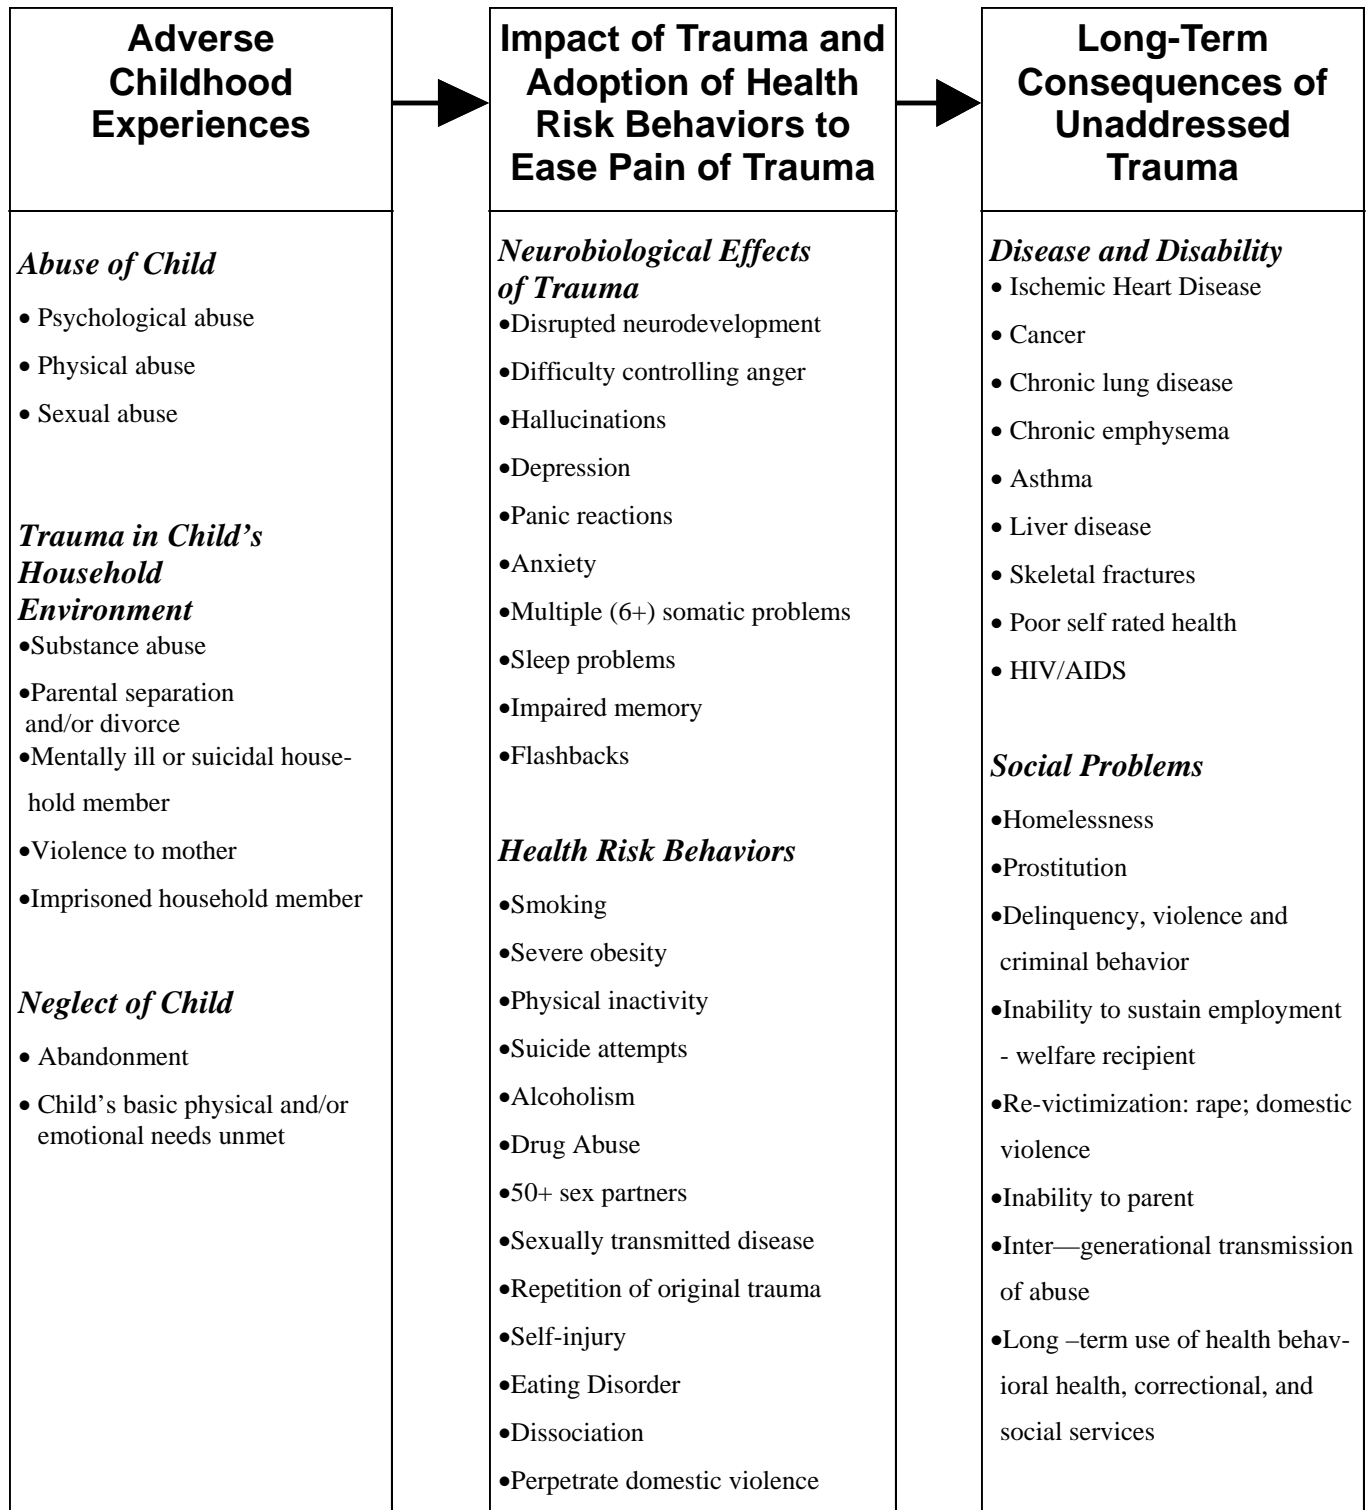 Adverse
Childhood
Experiences
Abuse of Child
• Psychological abuse
• Physical abuse
• Sexual abuse
Trauma in Child’s
Household
Environment
•Substance abuse
•Parental separation
and/or divorce
•Mentally ill or suicidal house-
hold member
•Violence to mother
•Imprisoned household member
Neglect of Child
• Abandonment
• Child’s basic physical and/or
emotional needs unmet
Impact of Trauma and
Adoption of Health
Risk Behaviors to
Ease Pain of Trauma
Neurobiological Effects
of Trauma
•Disrupted neurodevelopment
•Difficulty controlling anger
•Hallucinations
•Depression
•Panic reactions
•Anxiety
•Multiple (6+) somatic problems
•Sleep problems
•Impaired memory
•Flashbacks
Health Risk Behaviors
•Smoking
•Severe obesity
•Physical inactivity
•Suicide attempts
•Alcoholism
•Drug Abuse
•50+ sex partners
•Sexually transmitted disease
•Repetition of original trauma
•Self-injury
•Eating Disorder
•Dissociation
•Perpetrate domestic violence
Long-Term
Consequences of
Unaddressed
Trauma
Disease and Disability
• Ischemic Heart Disease
• Cancer
• Chronic lung disease
• Chronic emphysema
• Asthma
• Liver disease
• Skeletal fractures
• Poor self rated health
• HIV/AIDS
Social Problems
•Homelessness
•Prostitution
•Delinquency, violence and
criminal behavior
•Inability to sustain employment
- welfare recipient
•Re-victimization: rape; domestic
violence
•Inability to parent
•Inter—generational transmission
of abuse
•Long –term use of health behav-
ioral health, correctional, and
social services